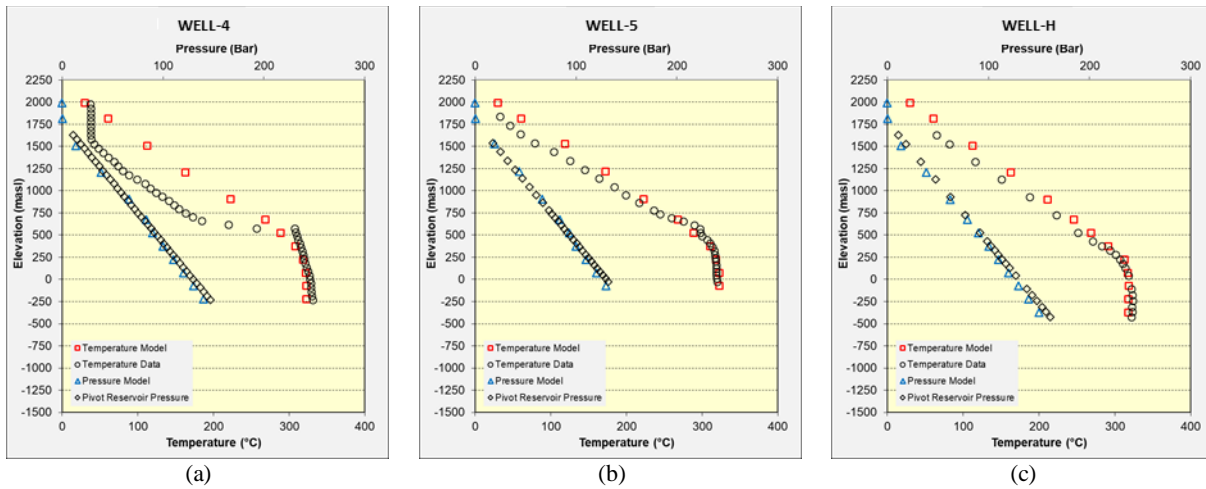 WELL-4
Pressure (Bar)
0 100 200 300
2250
2000
1750
1500
1250
1000
750
500
250
0
-250
-500
-750
-1000
-1250
-1500
Elevation (masl)
Temperature Model
Temperature Data
Pressure Model
Pivot Reservoir Pressure
0 100 200 300 400
Temperature (°C)
(a)
WELL-5
Pressure (Bar)
0 100 200 300
2250
2000
1750
1500
1250
1000
750
500
250
0
-250
-500
-750
-1000
-1250
-1500
Elevation (masl)
Temperature Model
Temperature Data
Pressure Model
Pivot Reservoir Pressure
0 100 200 300 400
Temperature (°C)
(b)
WELL-H
Pressure (Bar)
0 100 200 300
2250
2000
1750
1500
1250
1000
750
500
250
0
-250
-500
-750
-1000
-1250
-1500
Elevation (masl)
Temperature Model
Temperature Data
Pressure Model
Pivot Reservoir Pressure
0 100 200 300 400
Temperature (°C)
(c)